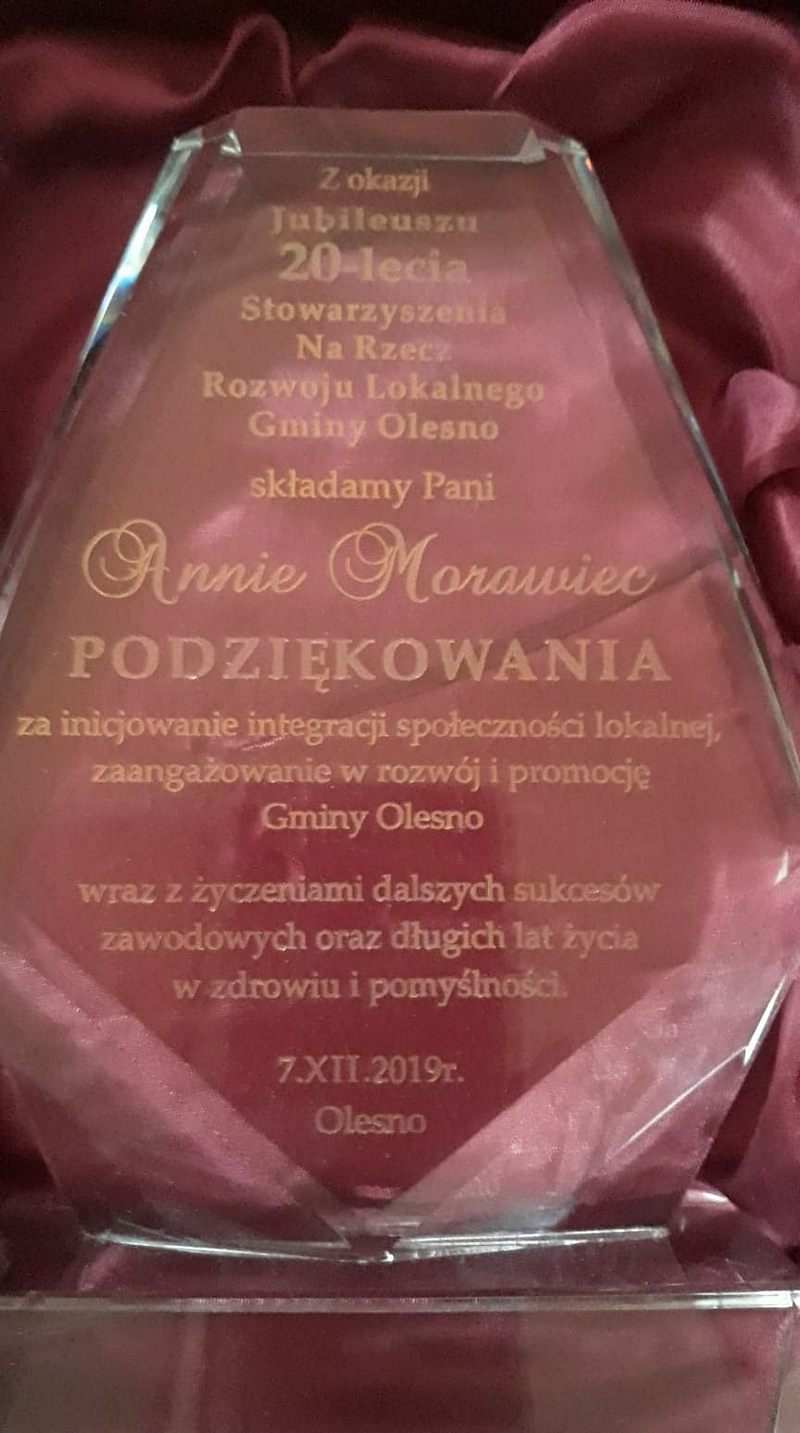 Z okazji
Jubileuszu
20-lecia
Stowarzyszenia
Na Rzecz
Rozwoju Lokalnego
Gminy Olesno
składamy Pani
Annie Morawiec
PODZIĘKOWANIA
za inicjowanie integracji społeczności lokalnej,
zaangażowanie w rozwój i promocję
Gminy Olesno
wraz z życzeniami dalszych sukcesów
zawodowych oraz długich lat życia
w zdrowiu i pomyślności.
7.XII.2019r.
Olesno